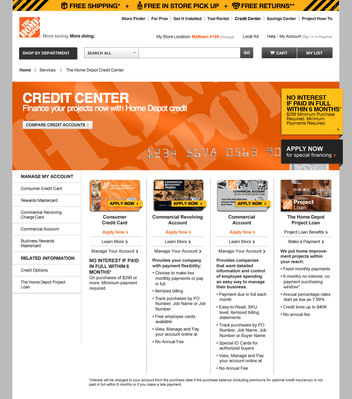 FREE SHIPPING* + FREE IN STORE PICK UP + FREE RETURNS**
Store Finder | For Pros | Get It Installed | Tool Rental | Credit Center | Savings Center | Project How-To
More saving. More doing.™
My Store Location: Midtown 6126 (Change)
Local Ad Help | My Account (Sign in or Register)
SHOP BY DEPARTMENT
SEARCH ALL
GO
CART
MY LIST
Home > Services > The Home Depot Credit Center
CREDIT CENTER
Finance your projects now with Home Depot credit
COMPARE CREDIT ACCOUNTS >
NO INTEREST
IF PAID IN FULL
WITHIN 6 MONTHS*
$299 Minimum Purchase
Required. Minimum
Payments Required.
APPLY NOW
for special financing >
MANAGE MY ACCOUNT
Consumer Credit Card
Rewards Mastercard
Commercial Revolving
Charge Card
Commercial Account
Business Rewards
Mastercard
RELATED INFORMATION
Credit Options
The Home Depot Project
Loan
APPLY NOW >
Consumer
Credit Card
Apply Now >
Learn More >
Manage Your Account >
NO INTEREST IF PAID
IN FULL WITHIN 6
MONTHS*
On purchases of $299 or
more. Minimum payment
required.
APPLY NOW >
Commercial Revolving
Account
Apply Now >
Learn More >
Manage Your Account >
Provides your company
with payment flexibility:
• Choose to make low
monthly payments or pay
in full
• Itemized billing
• Track purchases by PO
Number, Job Name or Job
Number
• Free employee cards
available
• View, Manage and Pay
your account online
• No Annual Fee
APPLY NOW >
Commercial
Account
Apply Now >
Learn More >
Manage Your Account >
Provides companies
that want detailed
information and control
of employee spending
an easy way to manage
their business.
• Payment due in full each
month
• Easy-to-Read, SKU
level, itemized billing
statements
• Track purchases by PO
Number, Job Name, Job
Number or Buyer Name
• Special ID Cards for
authorized buyers
• View, Manage and Pay
your account online at
• No Annual Fee
Project
Loan
The Home Depot
Project Loan
Project Loan Benefits >
Make a Payment >
We put home improve-
ment projects within
your reach:
• Fixed monthly payments
• 6 months no interest, no
payment purchasing
window*
• Annual percentage rates
start as low as 7.99%
• Credit lines up to $40K
• No annual fee
*Interest will be charged to your account from the purchase date if the purchase balance (including premiums for optional credit insurance) is not
paid in full within 6 months or if you make a late payment.